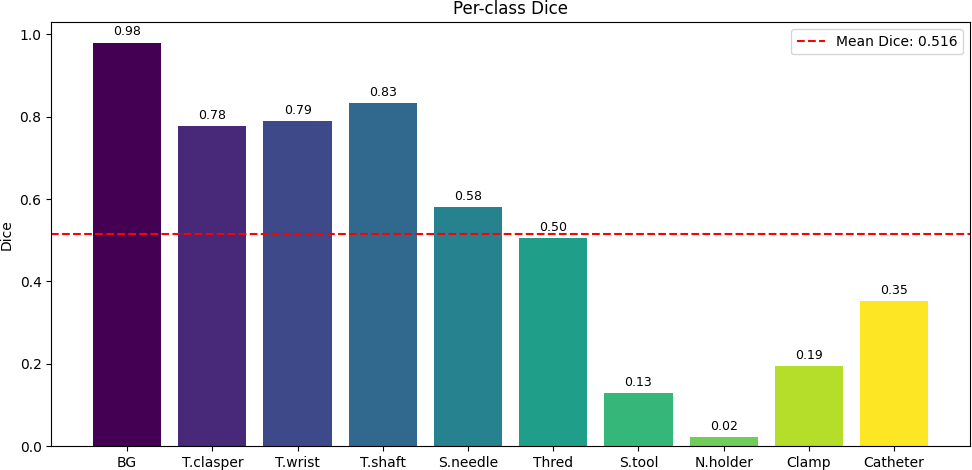 Per-class Dice
Mean Dice: 0.516
Dice
1.0
0.8
0.6
0.4
0.2
0.0
0.98
0.78
0.79
0.83
0.58
0.50
0.13
0.02
0.19
0.35
BG
T.clasper
T.wrist
T.shaft
S.needle
Thred
S.tool
N.holder
Clamp
Catheter